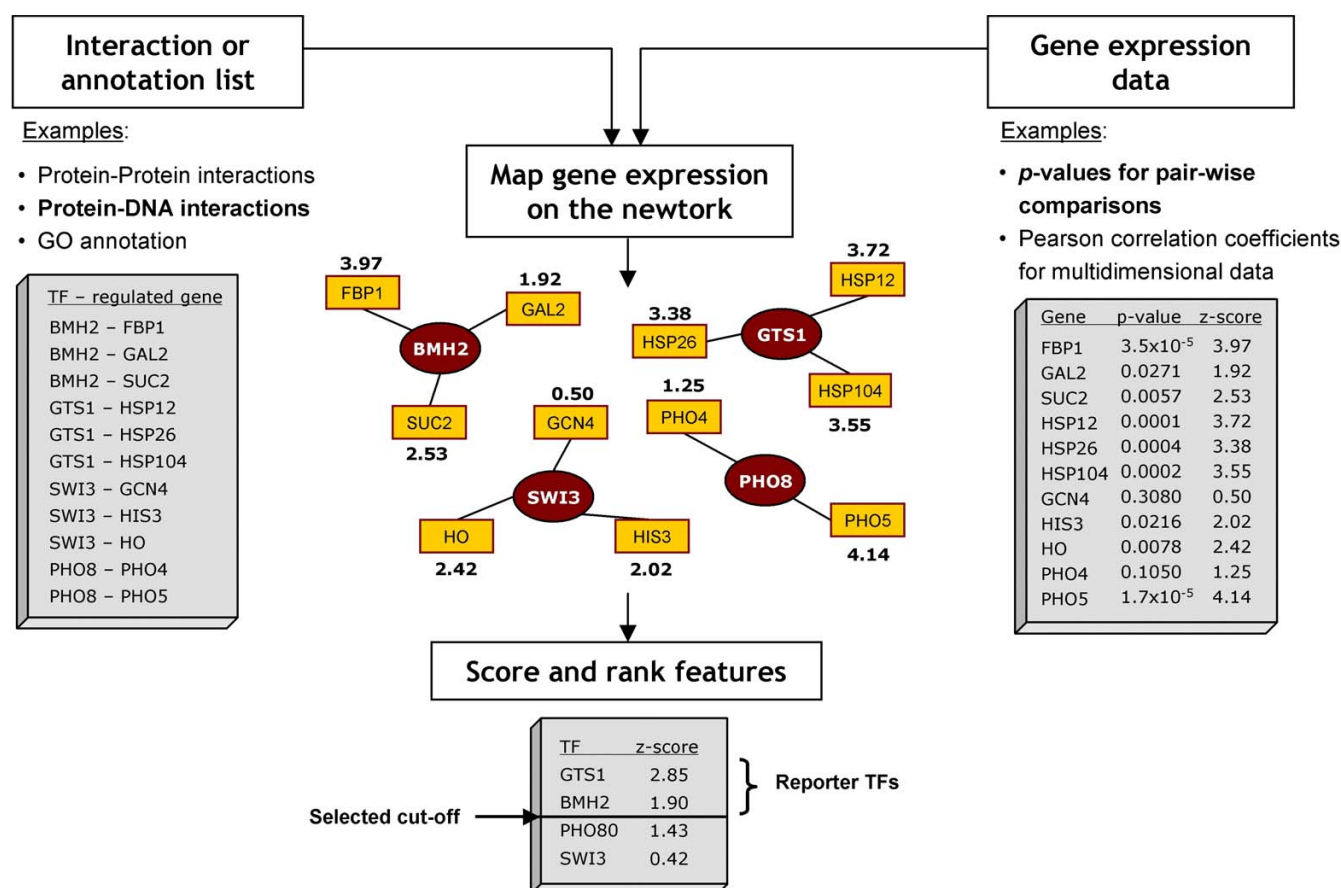 Interaction or
annotation list
Examples:
• Protein-Protein interactions
• Protein-DNA interactions
• GO annotation
TF – regulated gene
BMH2 – FBP1
BMH2 – GAL2
BMH2 – SUC2
GTS1 – HSP12
GTS1 – HSP26
GTS1 – HSP104
SWI3 – GCN4
SWI3 – HIS3
SWI3 – HO
PHO8 – PHO4
PHO8 – PHO5
Gene expression
data
Examples:
• p-values for pair-wise
comparisons
• Pearson correlation coefficients
for multidimensional data
Gene p-value z-score
FBP1 3.5x10⁻⁵ 3.97
GAL2 0.0271 1.92
SUC2 0.0057 2.53
HSP12 0.0001 3.72
HSP26 0.0004 3.38
HSP104 0.0002 3.55
GCN4 0.3080 0.50
HIS3 0.0216 2.02
HO 0.0078 2.42
PHO4 0.1050 1.25
PHO5 1.7x10⁻⁵ 4.14
Map gene expression
on the newtork
3.97
FBP1
1.92
GAL2
BMH2
SUC2
2.53
3.72
HSP12
3.38
HSP26
GTS1
HSP104
3.55
0.50
GCN4
SWI3
HO
2.42
HIS3
2.02
1.25
PHO4
PHO8
PHO5
4.14
Score and rank features
TF z-score
GTS1 2.85
BMH2 1.90
PHO80 1.43
SWI3 0.42
Reporter TFs
Selected cut-off